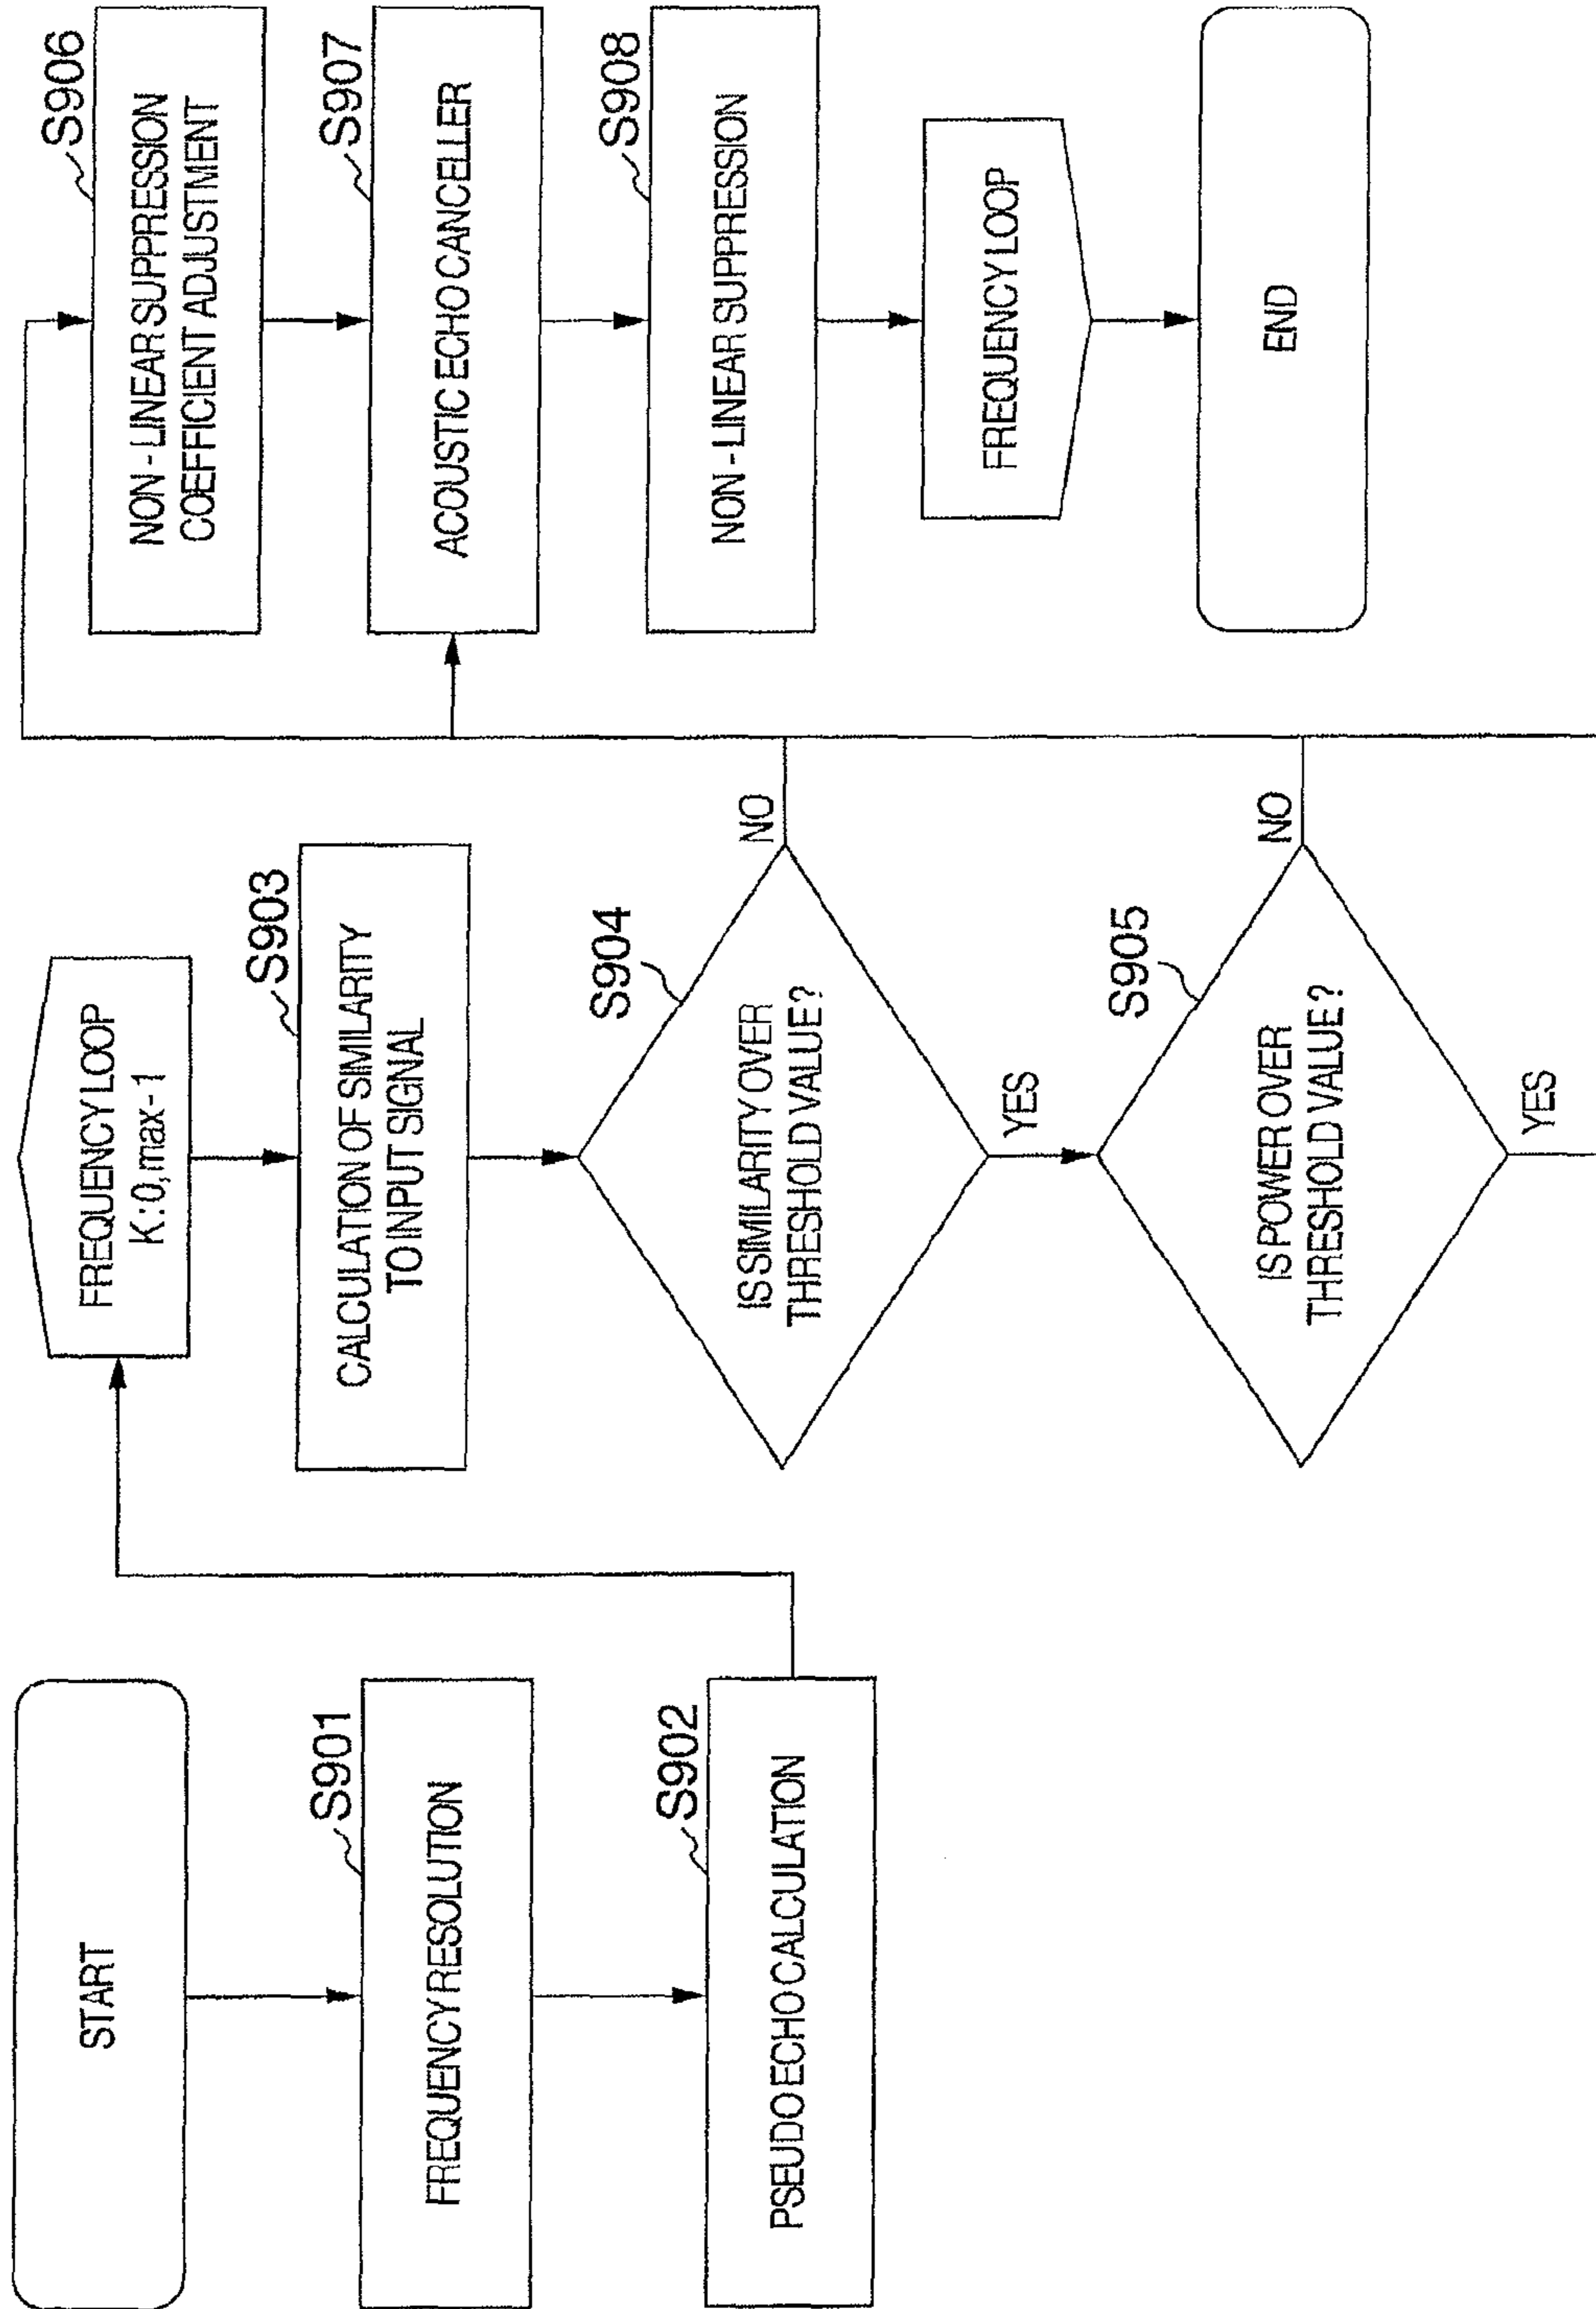 START
S901
FREQUENCY RESOLUTION
S902
PSEUDO ECHO CALCULATION
FREQUENCY LOOP
K:0,max-1
S903
CALCULATION OF SIMILARITY
TO INPUT SIGNAL
S904
IS SIMILARITY OVER
THRESHOLD VALUE?
NO
YES
S905
IS POWER OVER
THRESHOLD VALUE?
NO
YES
S906
NON-LINEAR SUPPRESSION
COEFFICIENT ADJUSTMENT
S907
ACOUSTIC ECHO CANCELLER
S908
NON-LINEAR SUPPRESSION
FREQUENCY LOOP
END